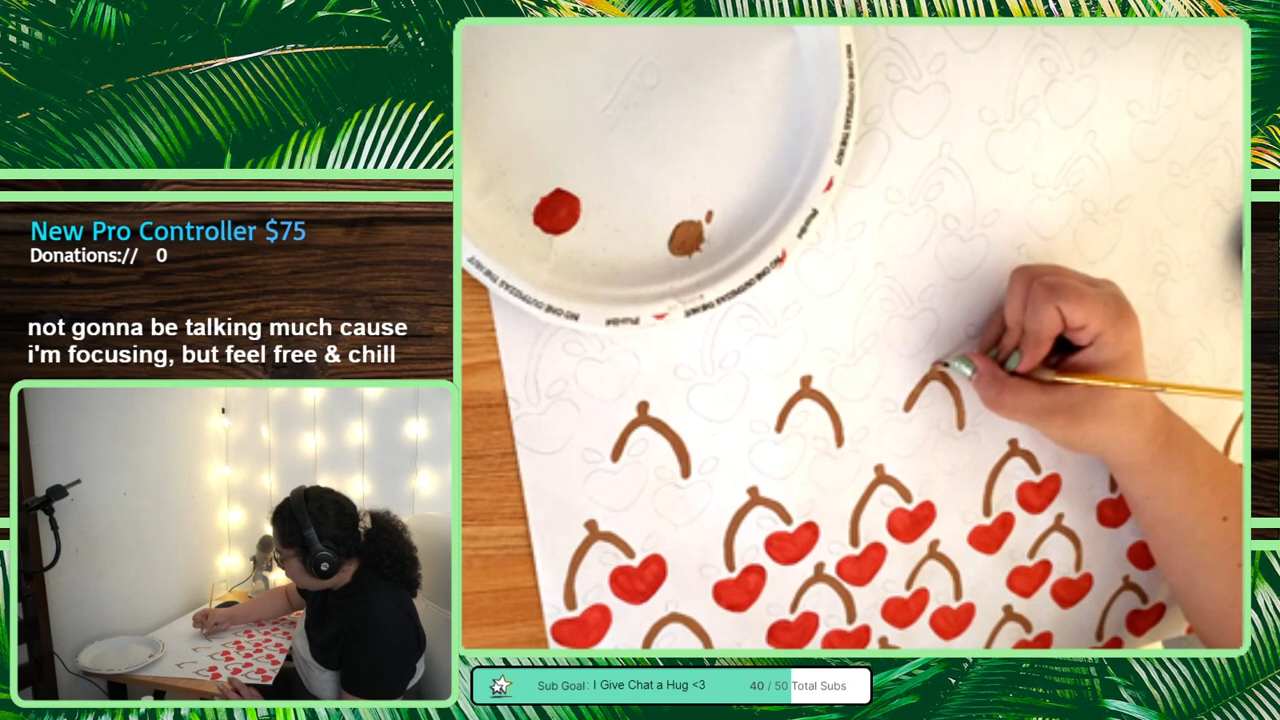 New Pro Controller $75
Donations:// 0
not gonna be talking much cause
i'm focusing, but feel free & chill
Sub Goal: I Give Chat a Hug <3 40 / 50 Total Subs